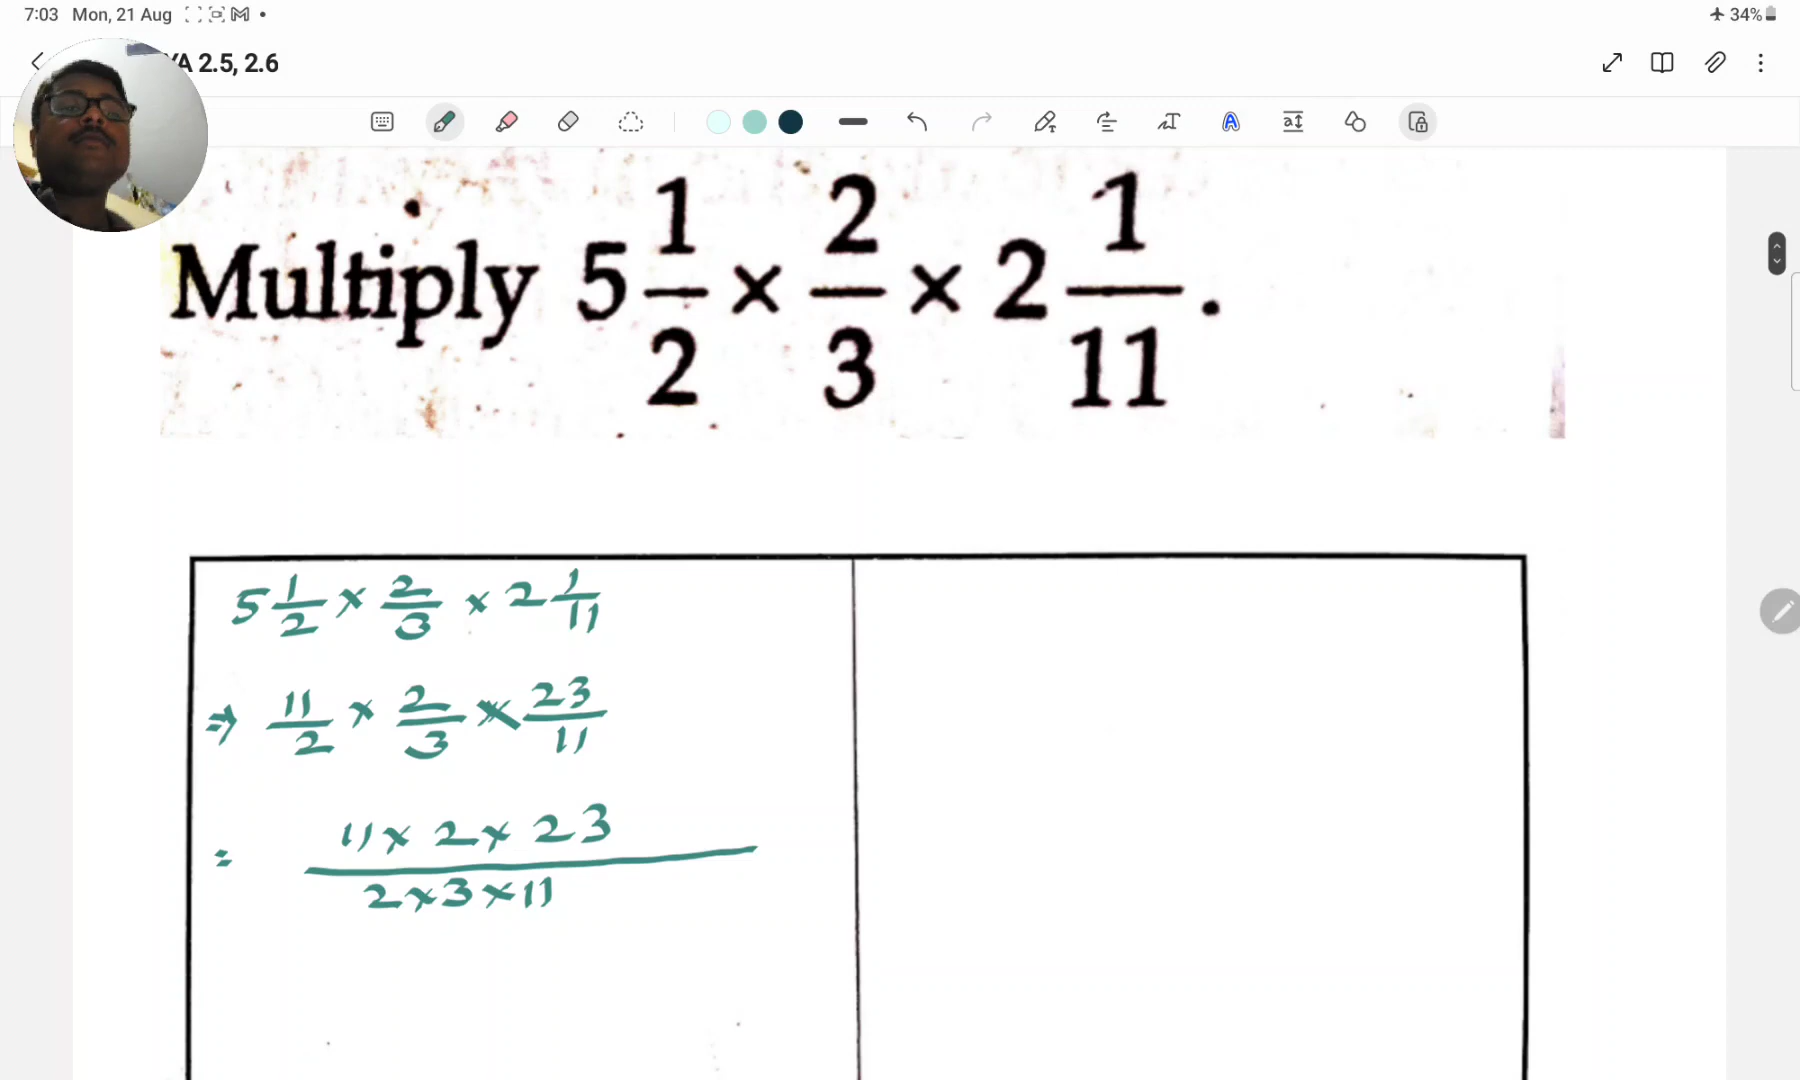 7:03 Mon, 21 Aug
34%
YA 2.5, 2.6
Multiply 5 1/2 × 2/3 × 2 1/11.
5 1/2 × 2/3 × 2 1/11
⇒ 11/2 × 2/3 × 23/11
= 11 × 2 × 23 / 2 × 3 × 11